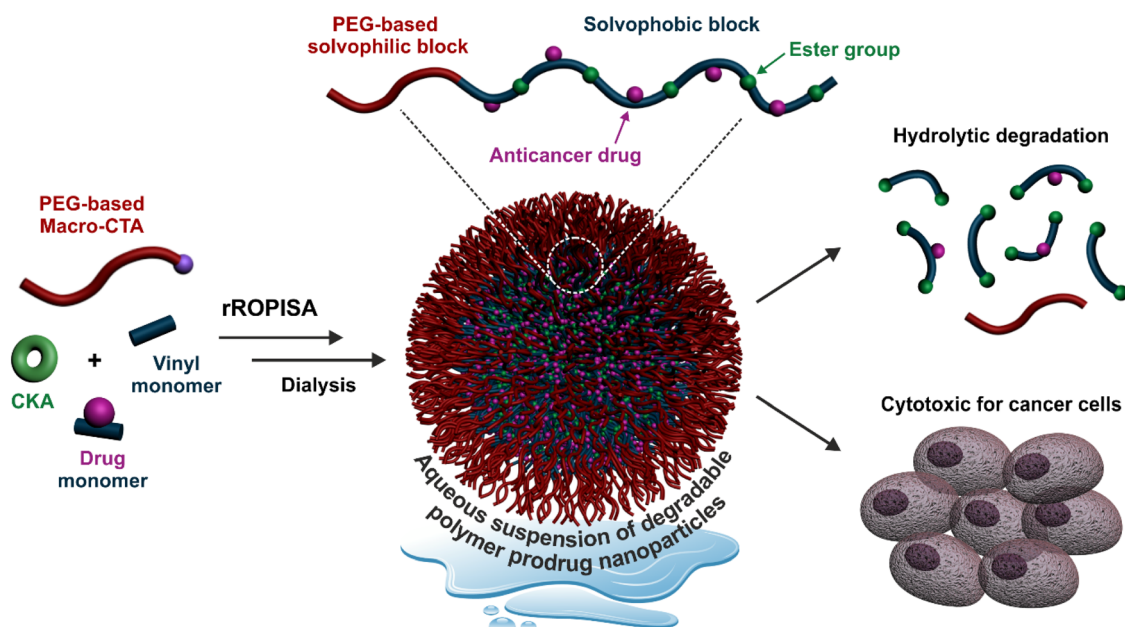 PEG-based
solvophilic block
Solvophobic block
Ester group
Anticancer drug
PEG-based
Macro-CTA
CKA
+
Vinyl
monomer
Drug
monomer
rROPISA
Dialysis
Aqueous suspension of degradable
polymer prodrug nanoparticles
Hydrolytic degradation
Cytotoxic for cancer cells